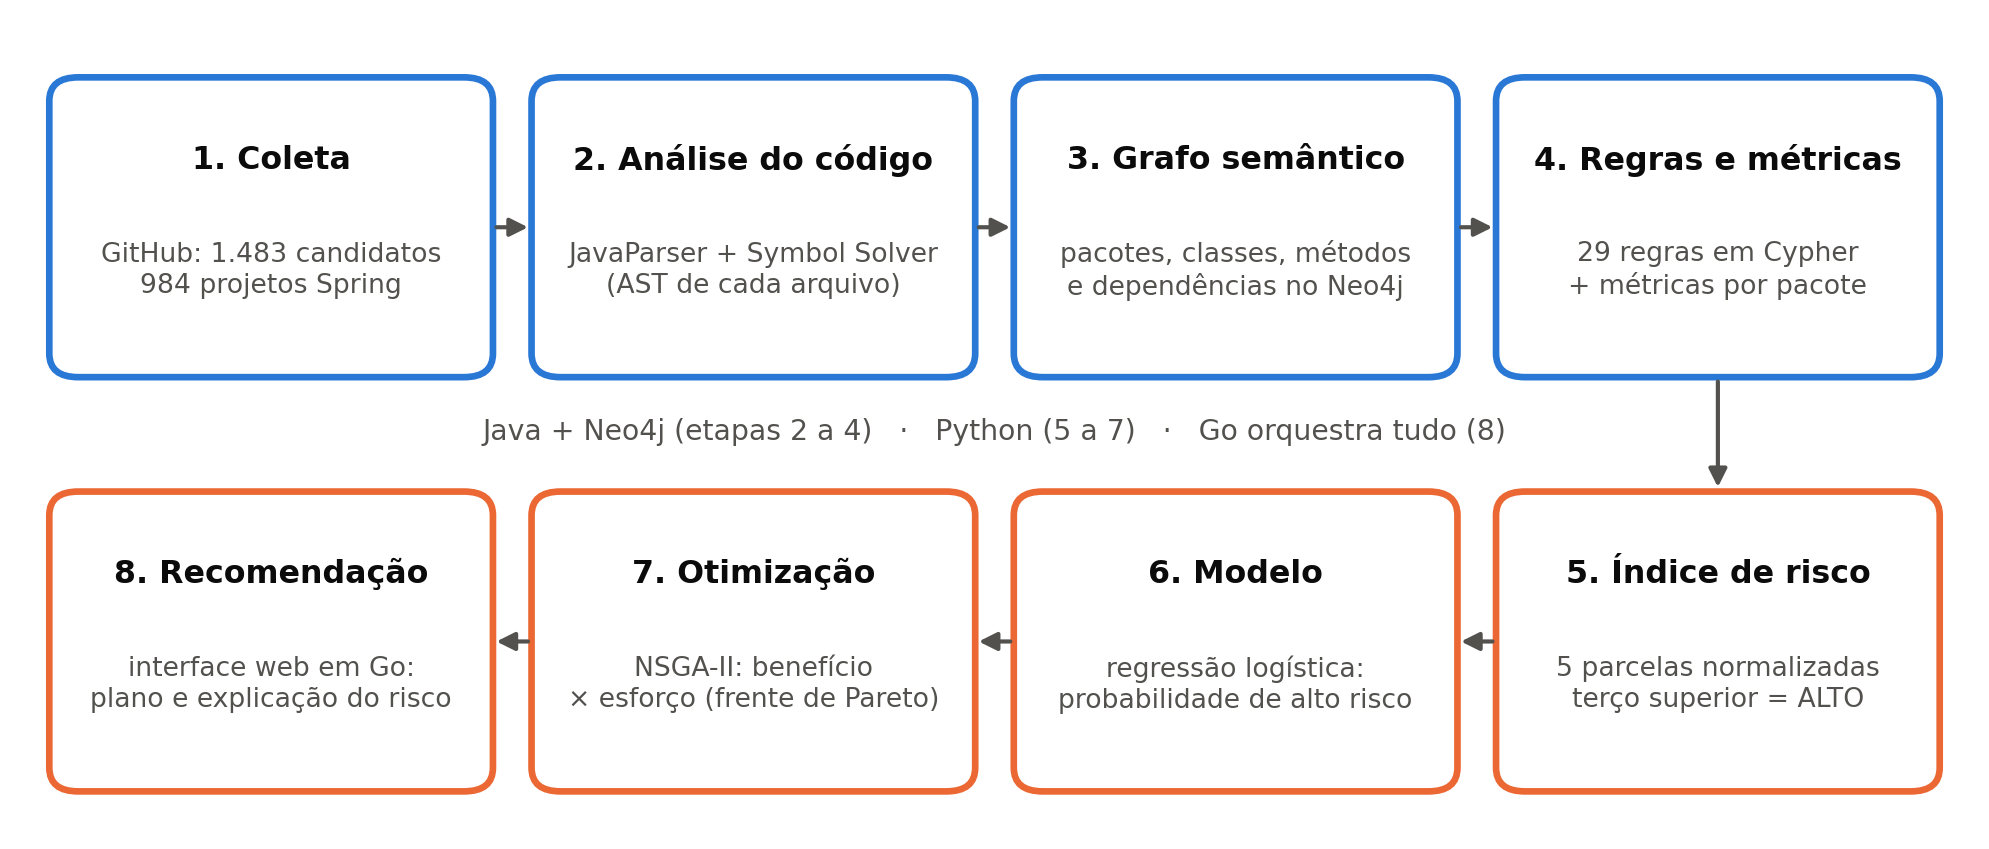 1. Coleta
GitHub: 1.483 candidatos
984 projetos Spring
2. Análise do código
JavaParser + Symbol Solver
(AST de cada arquivo)
3. Grafo semântico
pacotes, classes, métodos
e dependências no Neo4j
4. Regras e métricas
29 regras em Cypher
+ métricas por pacote
Java + Neo4j (etapas 2 a 4) · Python (5 a 7) · Go orquestra tudo (8)
8. Recomendação
interface web em Go:
plano e explicação do risco
7. Otimização
NSGA-II: benefício
× esforço (frente de Pareto)
6. Modelo
regressão logística:
probabilidade de alto risco
5. Índice de risco
5 parcelas normalizadas
terço superior = ALTO